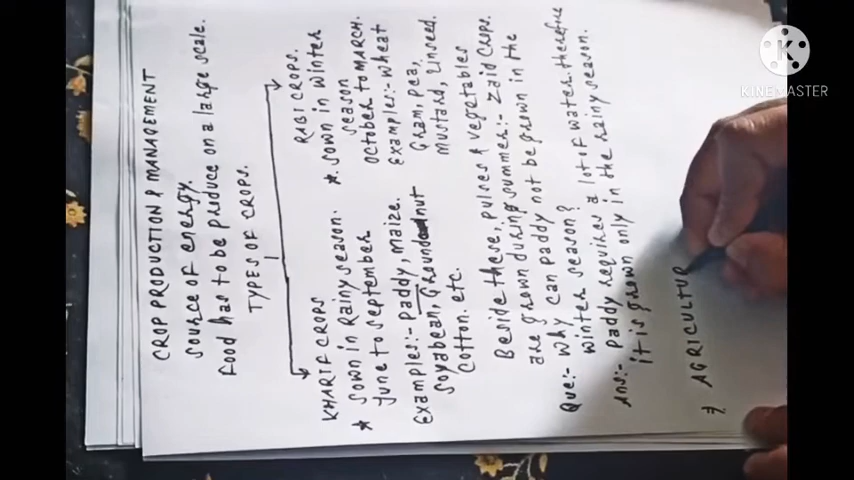 CROP PRODUCTION & MANAGEMENT
source of energy.
food has to be produce on a large scale.
TYPES OF CROPS.
KHARIF CROPS
* Sown in Rainy season.
June to september
Examples:- paddy, maize.
Soyabean, Groundnut
cotton. etc.
RABI CROPS.
*. Sown in winter
season
October to MARCH.
Examples:- wheat
Gram, Pea,
mustard, Linseed.
Beside these, pulses & vegetables
are grown during summer:- Zaid Crops.
Que:- why can paddy not be grown in the
winter season?
Ans:- paddy requires a lot of water. therefore
it is grown only in the rainy season.
AGRICULTUR
K
KINEMASTER